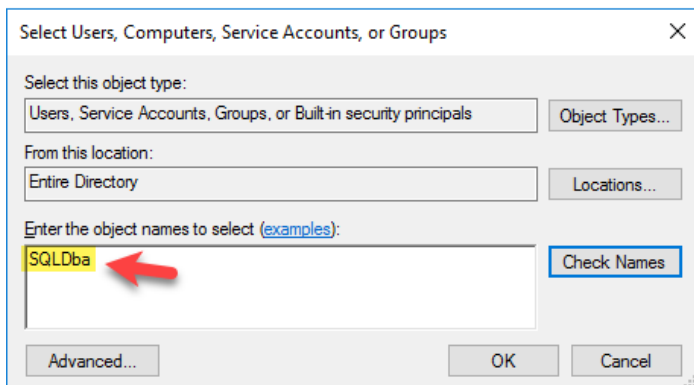 Select Users, Computers, Service Accounts, or Groups
Select this object type:
Users, Service Accounts, Groups, or Built-in security principals
Object Types...
From this location:
Entire Directory
Locations...
Enter the object names to select (examples):
SQLDba
Check Names
Advanced...
OK
Cancel